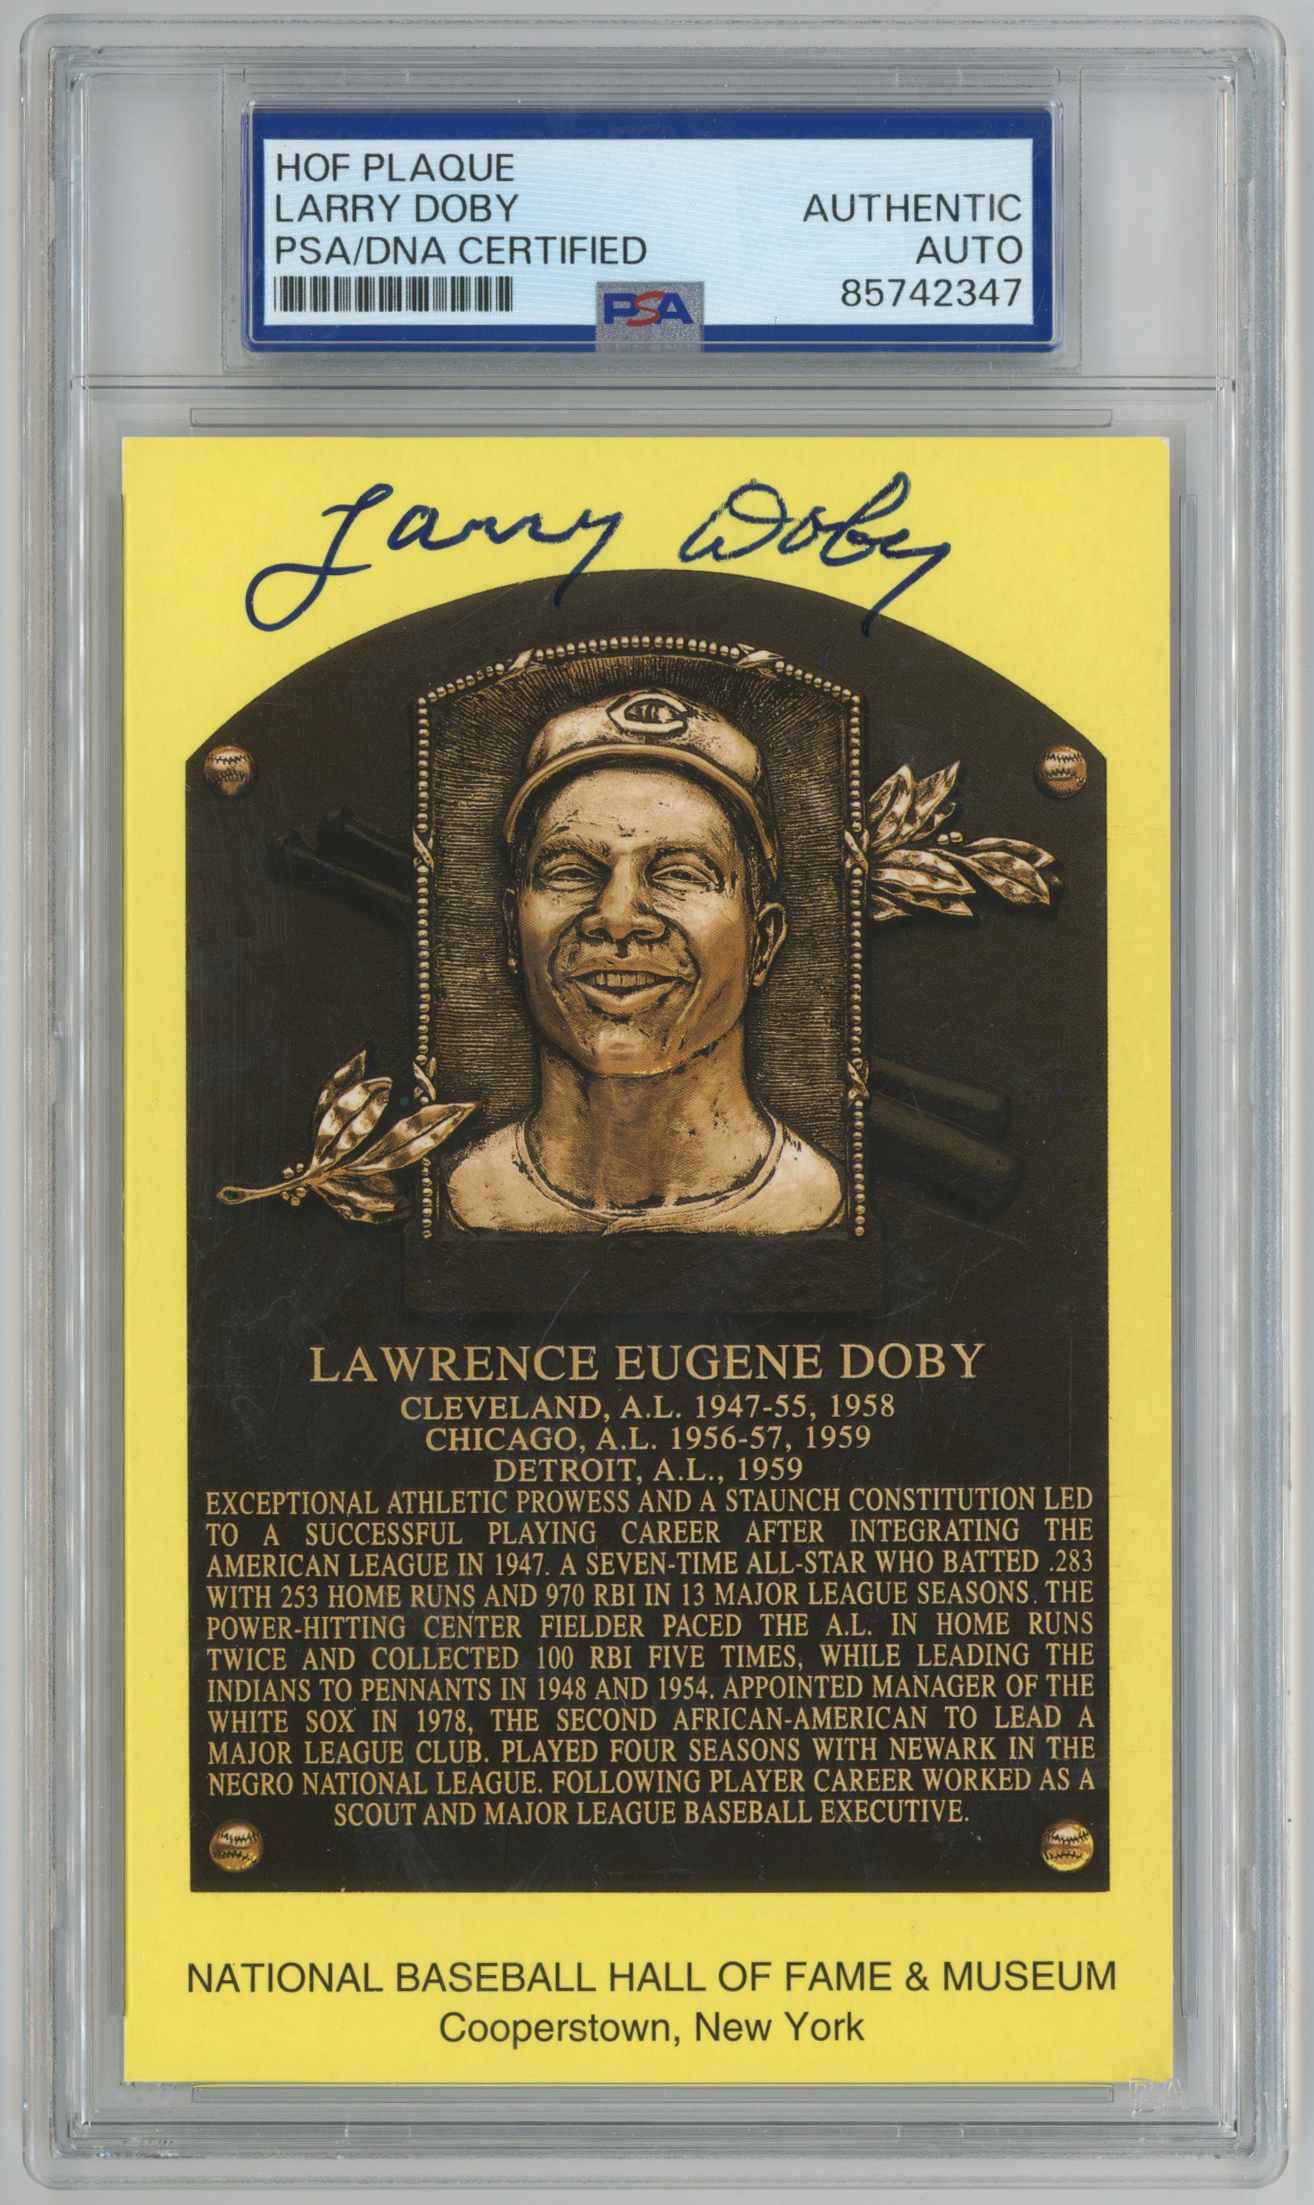 HOF PLAQUE
LARRY DOBY
PSA/DNA CERTIFIED
AUTHENTIC
AUTO
85742347
PSA
Larry Doby
C
LAWRENCE EUGENE DOBY
CLEVELAND, A.L. 1947-55, 1958
CHICAGO, A.L. 1956-57, 1959
DETROIT, A.L., 1959
EXCEPTIONAL ATHLETIC PROWESS AND A STAUNCH CONSTITUTION LED
TO A SUCCESSFUL PLAYING CAREER AFTER INTEGRATING THE
AMERICAN LEAGUE IN 1947. A SEVEN-TIME ALL-STAR WHO BATTED .283
WITH 253 HOME RUNS AND 970 RBI IN 13 MAJOR LEAGUE SEASONS. THE
POWER-HITTING CENTER FIELDER PACED THE A.L. IN HOME RUNS
TWICE AND COLLECTED 100 RBI FIVE TIMES, WHILE LEADING THE
INDIANS TO PENNANTS IN 1948 AND 1954. APPOINTED MANAGER OF THE
WHITE SOX IN 1978, THE SECOND AFRICAN-AMERICAN TO LEAD A
MAJOR LEAGUE CLUB. PLAYED FOUR SEASONS WITH NEWARK IN THE
NEGRO NATIONAL LEAGUE. FOLLOWING PLAYER CAREER WORKED AS A
SCOUT AND MAJOR LEAGUE BASEBALL EXECUTIVE.
NATIONAL BASEBALL HALL OF FAME & MUSEUM
Cooperstown, New York
PSA